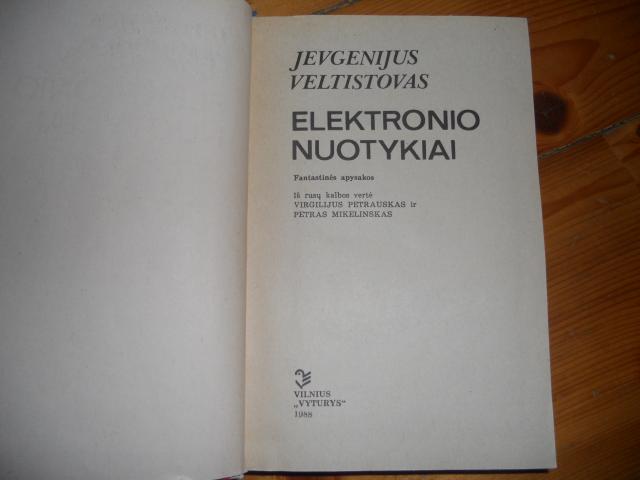 JEVGENIJUS
VELTISTOVAS
ELEKTRONIO
NUOTYKIAI
Fantastinės apysakos
Iš rusų kalbos vertė
VIRGILIJUS PETRAUSKAS ir
PETRAS MIKELINSKAS
VILNIUS
„VYTURYS“
1988